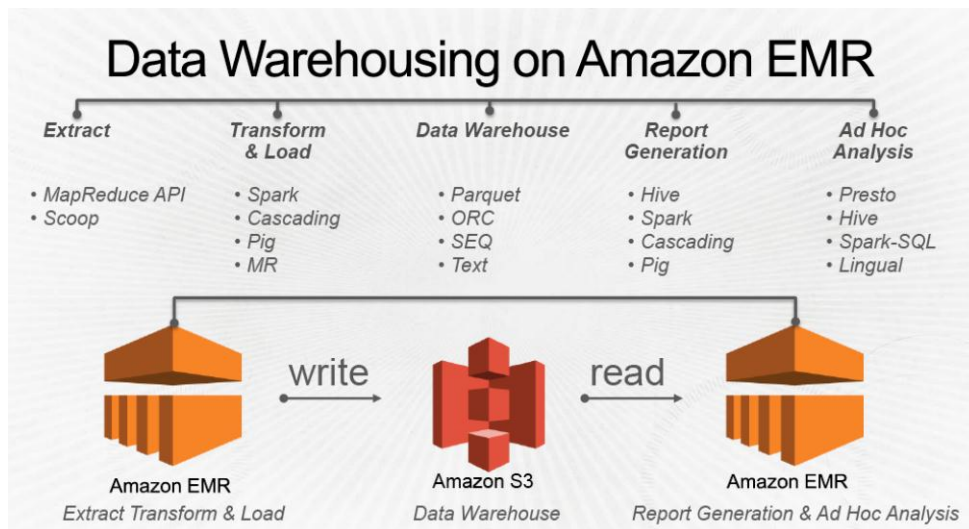 Data Warehousing on Amazon EMR
Extract
• MapReduce API
• Scoop
Transform
& Load
• Spark
• Cascading
• Pig
• MR
Data Warehouse
• Parquet
• ORC
• SEQ
• Text
Report
Generation
• Hive
• Spark
• Cascading
• Pig
Ad Hoc
Analysis
• Presto
• Hive
• Spark-SQL
• Lingual
write
read
Amazon EMR
Extract Transform & Load
Amazon S3
Data Warehouse
Amazon EMR
Report Generation & Ad Hoc Analysis